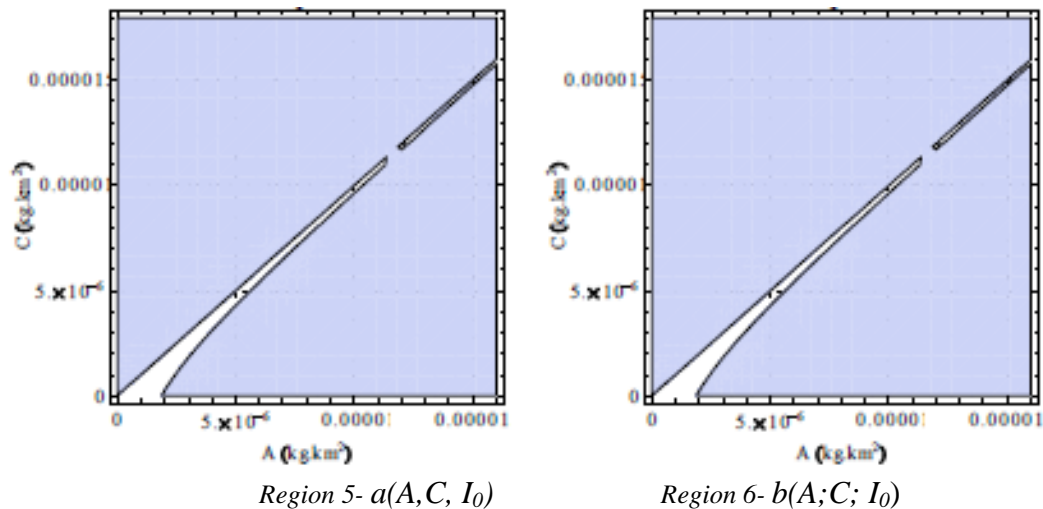 0.00001
C (kg.km²)
0.00001
5.×10⁻⁶
0
0
5.×10⁻⁶
0.00001
0.00001
A (kg.km²)
Region 5- a(A,C, I₀)
0.00001
C (kg.km²)
0.00001
5.×10⁻⁶
0
0
5.×10⁻⁶
0.00001
0.00001
A (kg.km²)
Region 6- b(A;C; I₀)